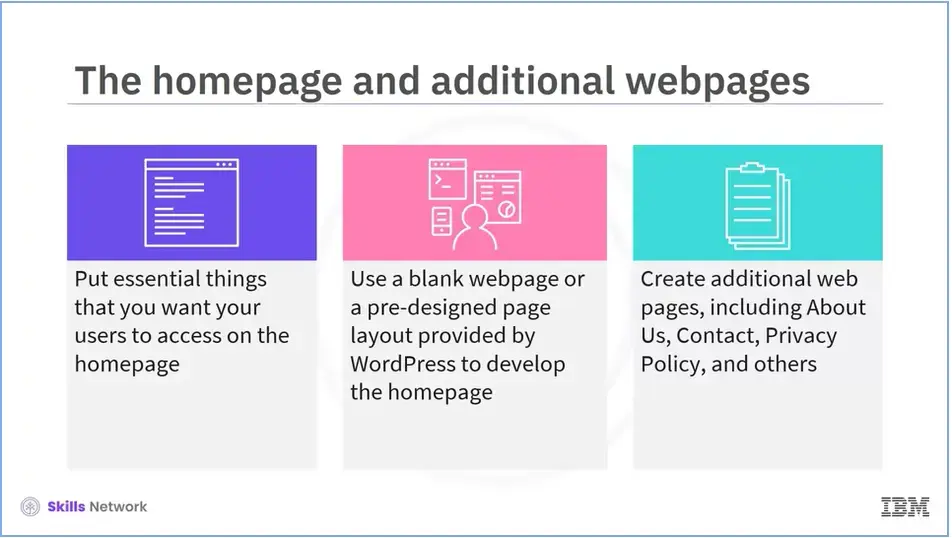 The homepage and additional webpages
Put essential things
that you want your
users to access on the
homepage
Use a blank webpage or
a pre-designed page
layout provided by
WordPress to develop
the homepage
Create additional web
pages, including About
Us, Contact, Privacy
Policy, and others
Skills Network
IBM